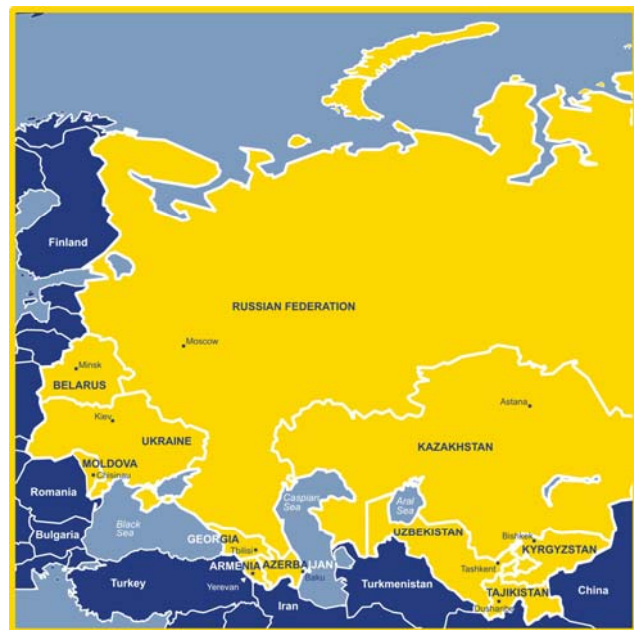 Finland
RUSSIAN FEDERATION
Moscow
Minsk
BELARUS
Astana
Kiev
UKRAINE
KAZAKHSTAN
MOLDOVA
Chisinau
Romania
Caspian
Sea
Aral
Sea
Black
Sea
Bulgaria
GEORGIA
UZBEKISTAN
Bishkek
Tbilisi
KYRGYZSTAN
ARMENIA
AZERBAIJAN
Tashkent
Turkey
Yerevan
Baku
Turkmenistan
TAJIKISTAN
China
Iran
Dushanbe